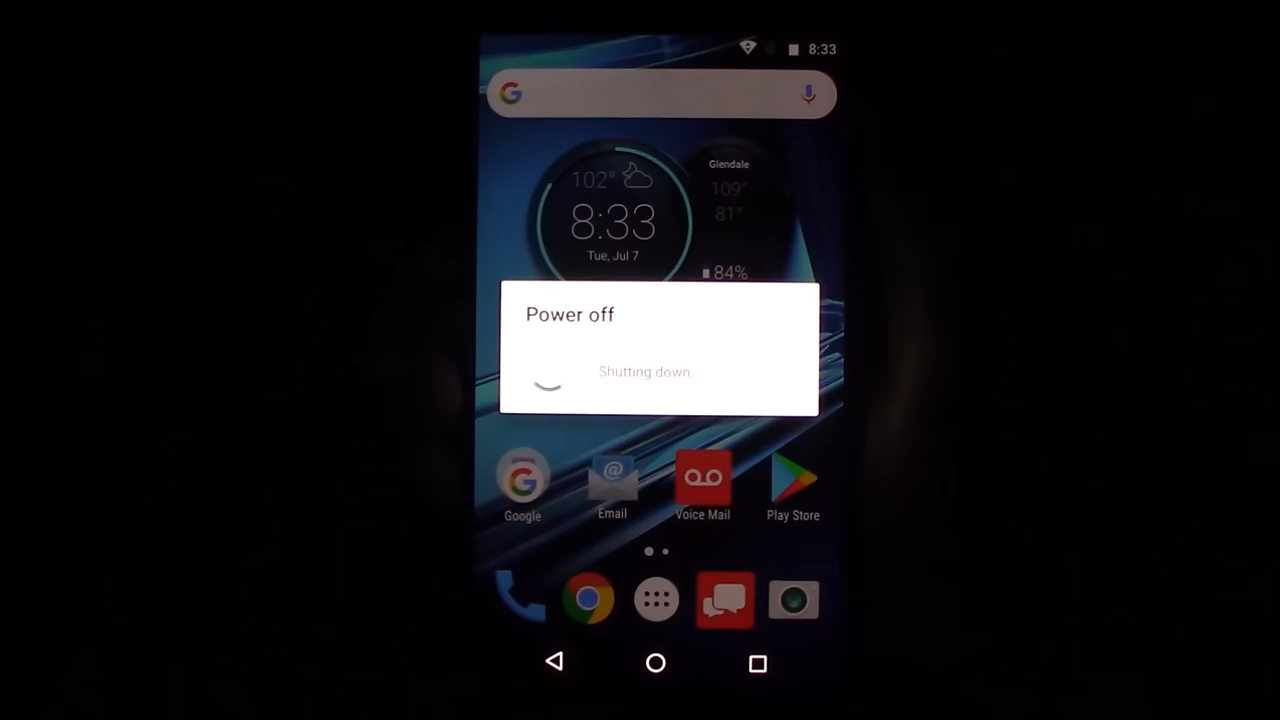 8:33
Glendale
102°
109°
8:33
81°
Tue, Jul 7
84%
Power off
Shutting down...
Google
Email
Voice Mail
Play Store